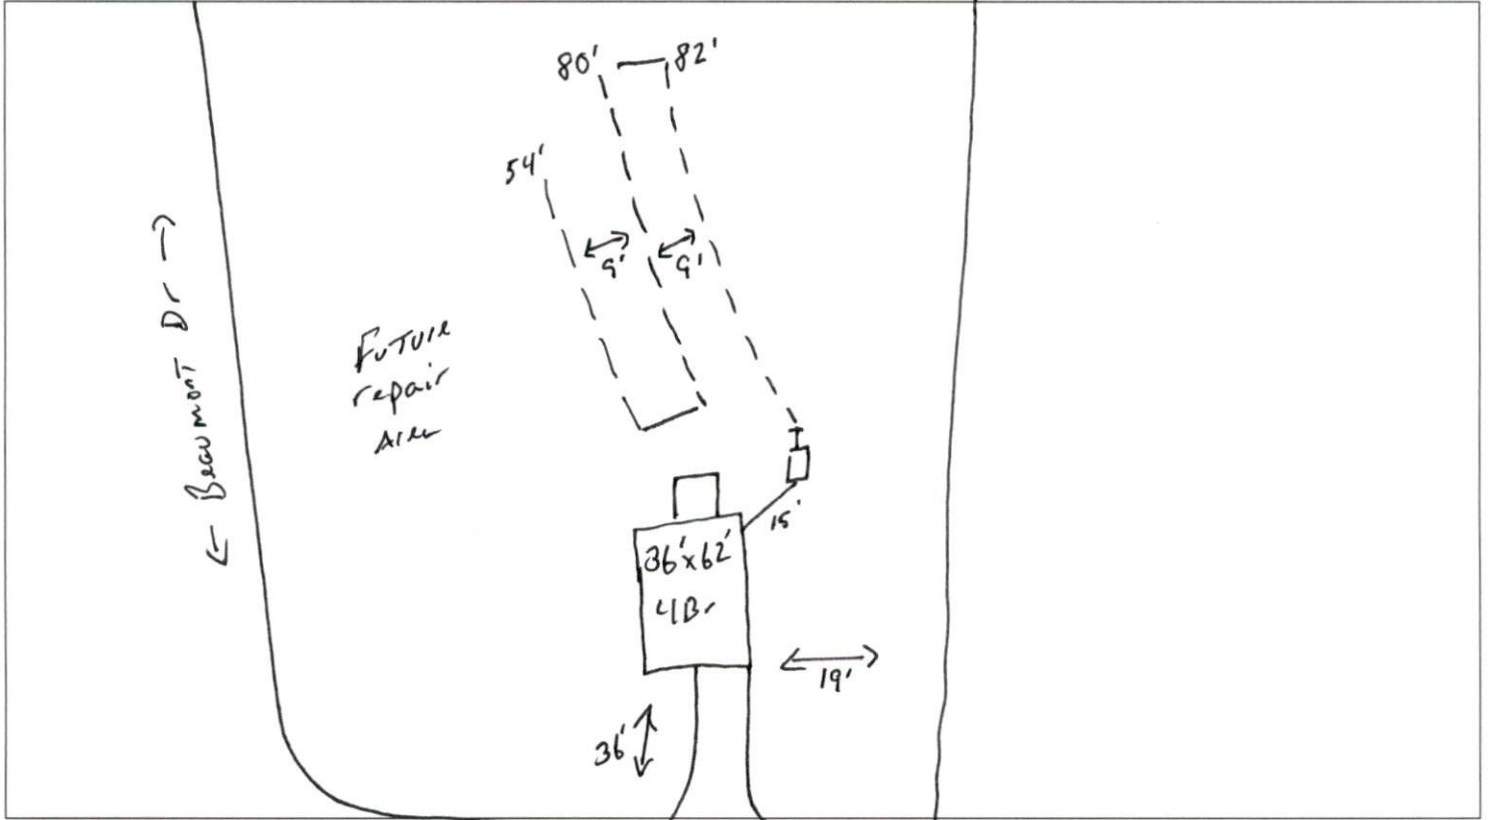 80'
82'
54'
9'
9'
← Beaumont Dr →
Future
repair
Area
15'
36'x62'
4Br
19'
36'